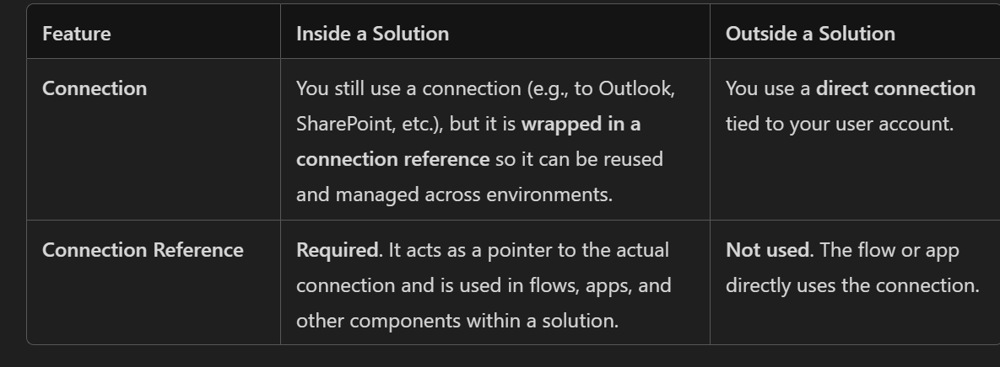 Feature
Inside a Solution
Outside a Solution
Connection
You still use a connection (e.g., to Outlook,
SharePoint, etc.), but it is wrapped in a
connection reference so it can be reused
and managed across environments.
You use a direct connection
tied to your user account.
Connection Reference
Required. It acts as a pointer to the actual
connection and is used in flows, apps, and
other components within a solution.
Not used. The flow or app
directly uses the connection.